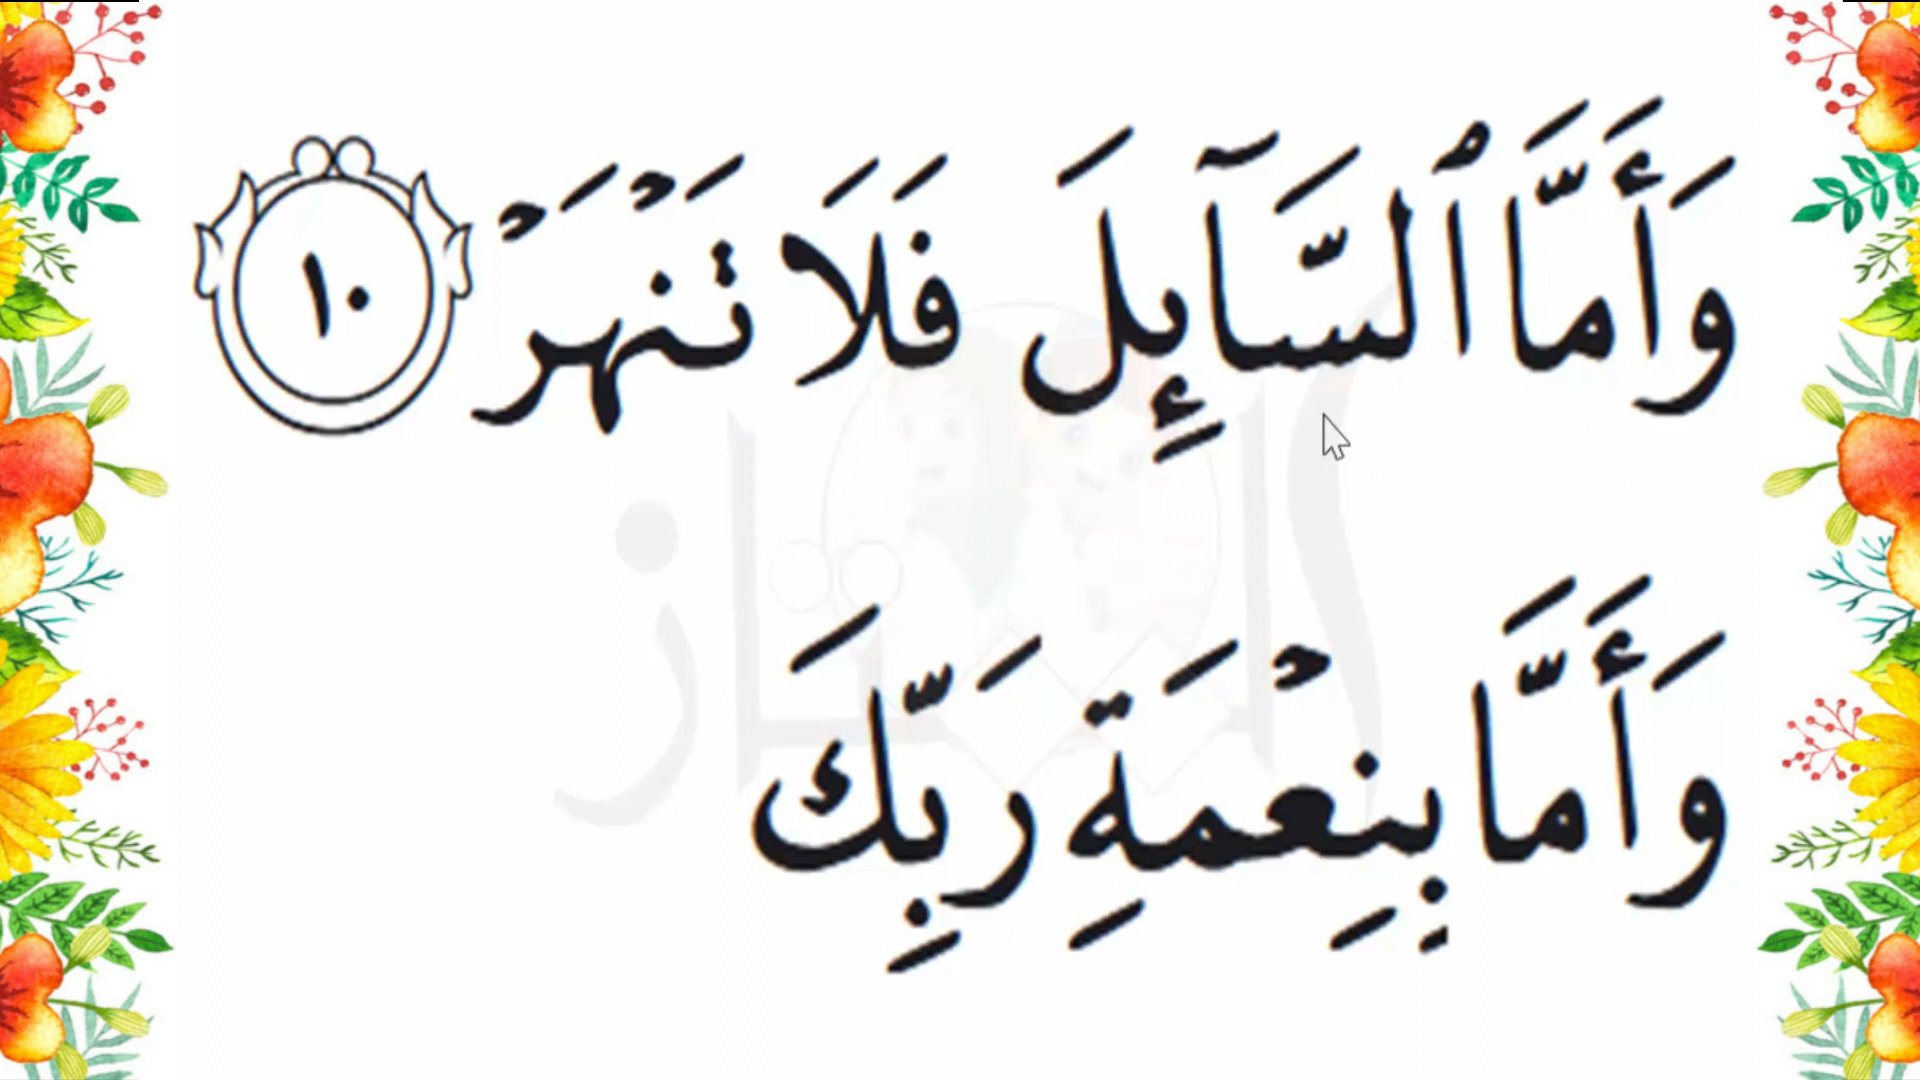 وَأَمَّا ٱلسَّآئِلَ فَلَا تَنۡهَرۡ ١٠
وَأَمَّا بِنِعۡمَةِ رَبِّكَ